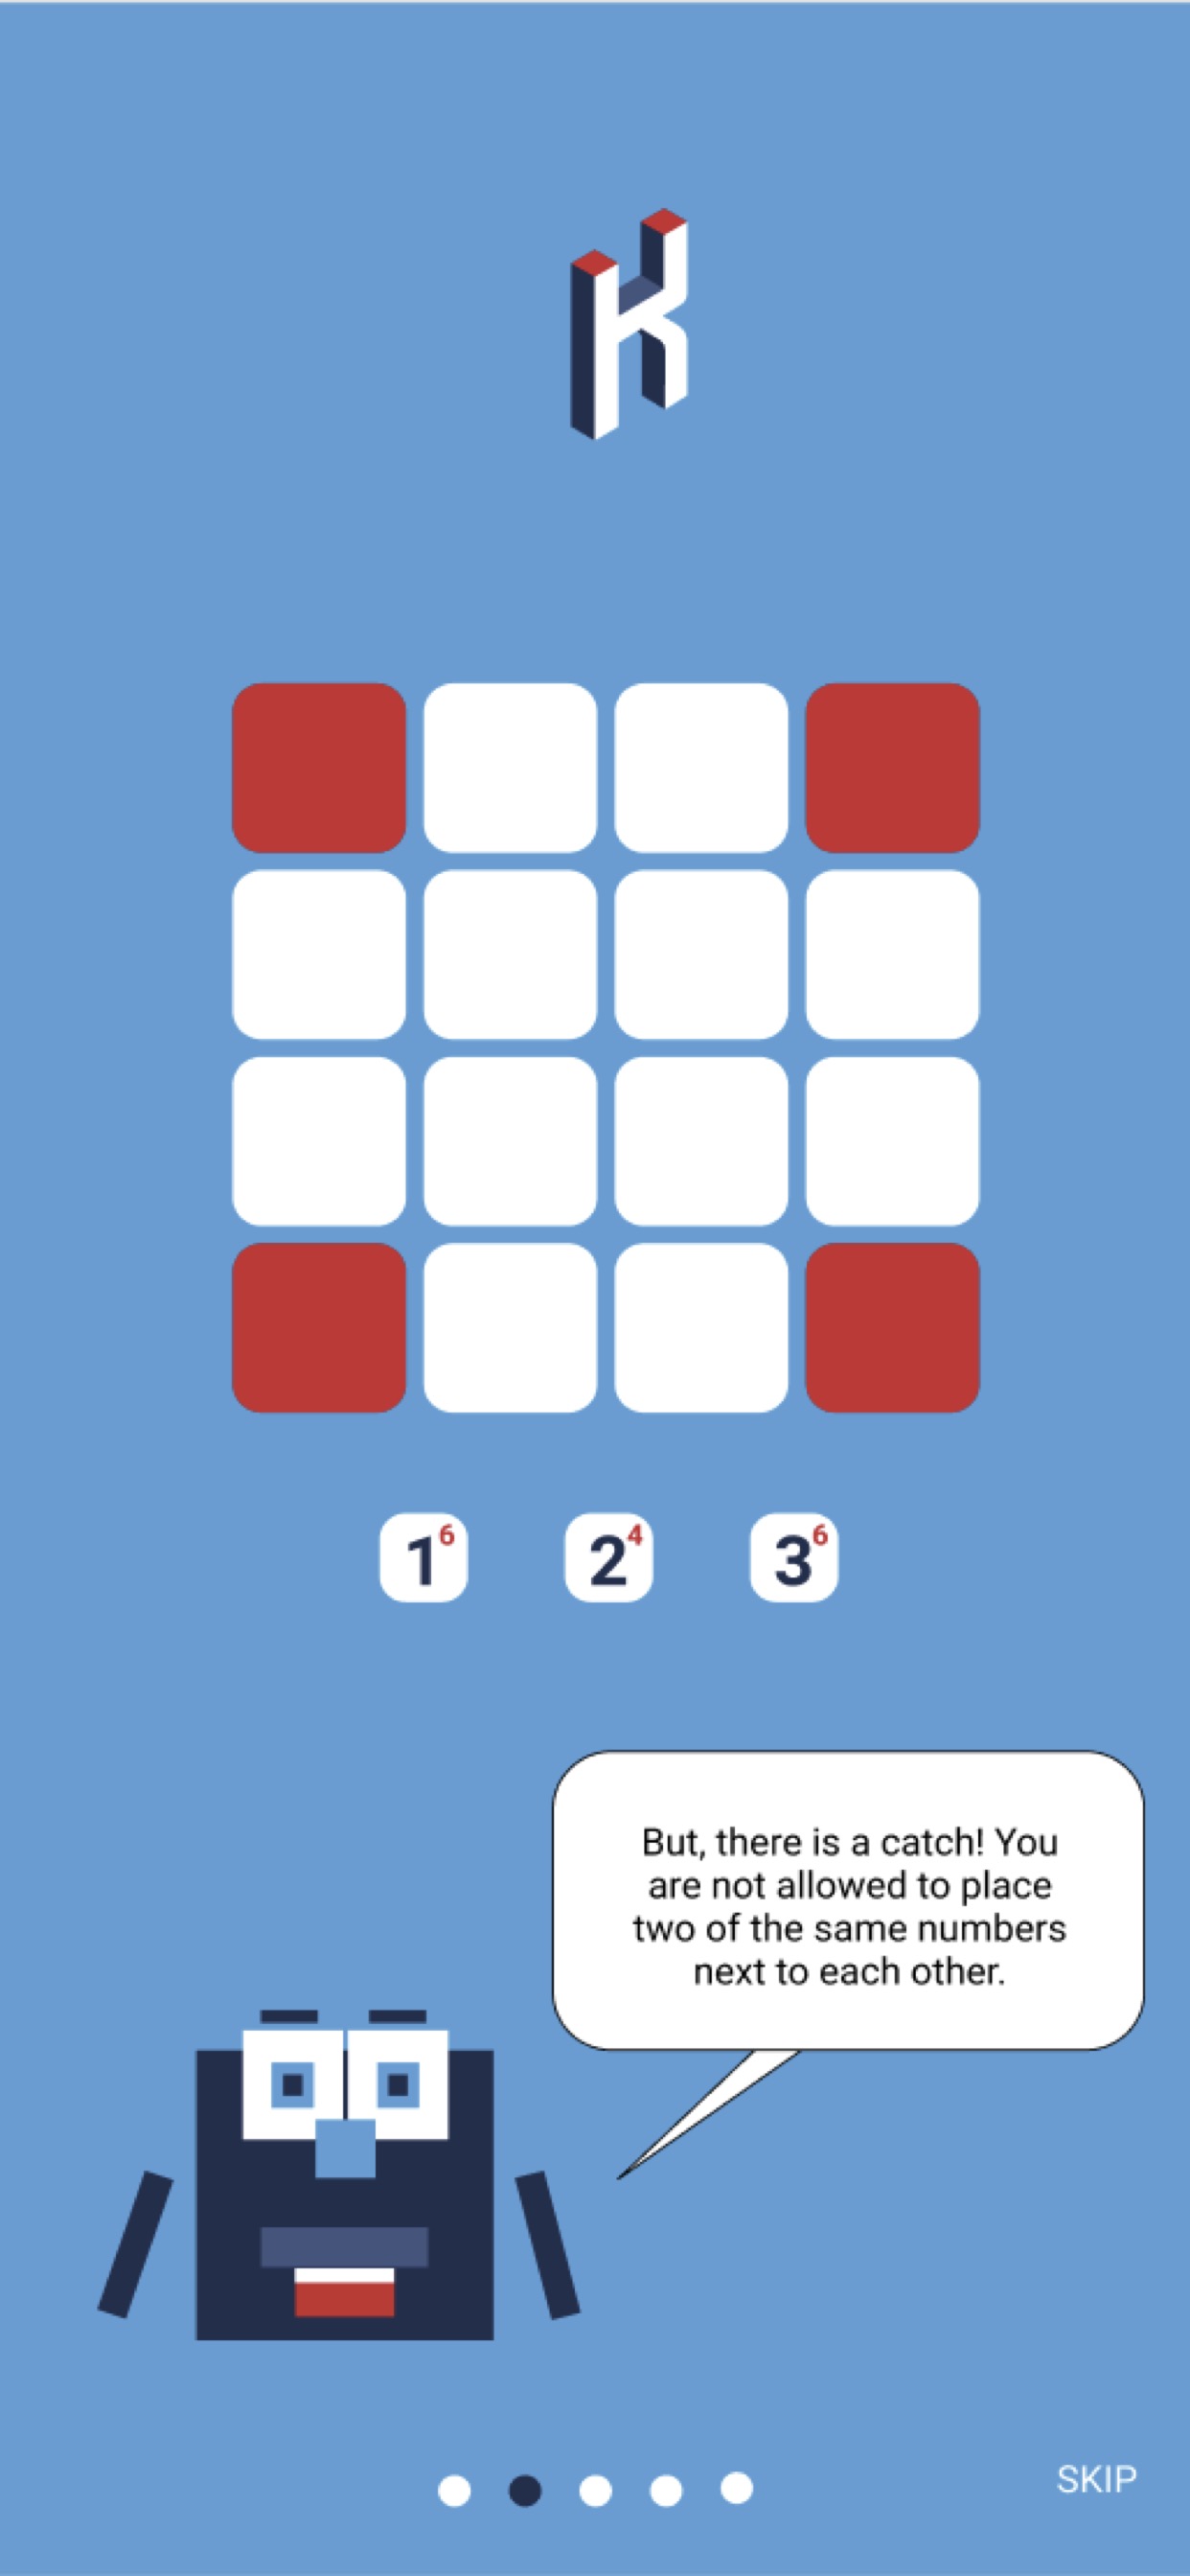 K
1 6 2 4 3 6
But, there is a catch! You
are not allowed to place
two of the same numbers
next to each other.
SKIP